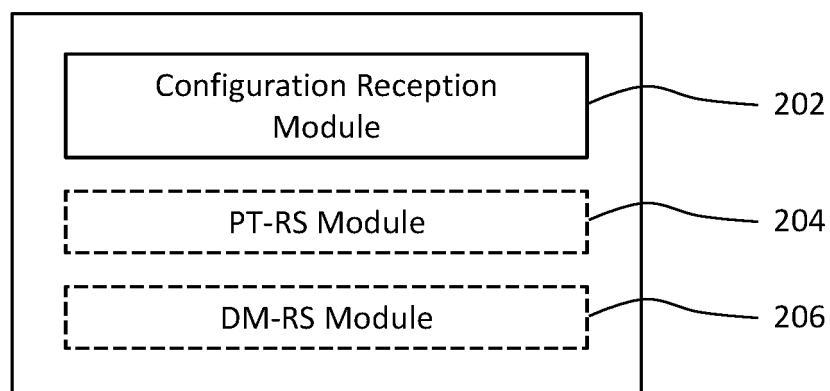 Configuration Reception
Module
202
PT-RS Module
204
DM-RS Module
206